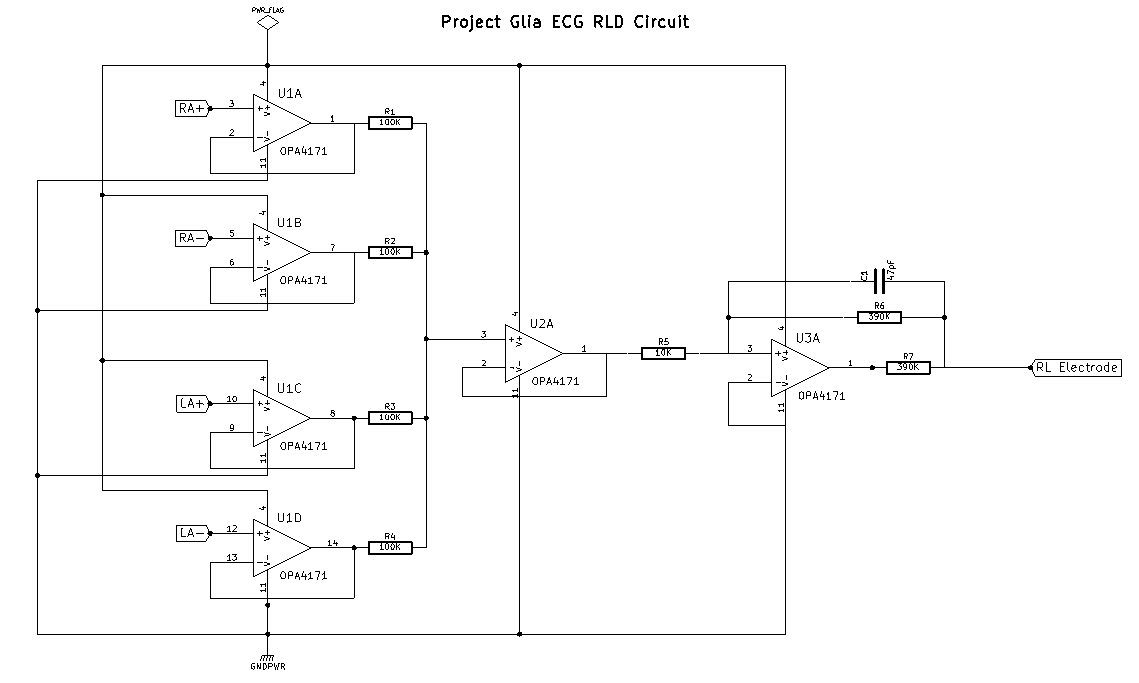 PWR_FLAG
Project Glia ECG RLD Circuit
4
U1A
RA+
3
+
V+
1
R1
100K
2
-
V-
OPA4171
11
4
U1B
RA-
5
+
V+
7
R2
100K
6
-
V-
OPA4171
11
C1
47pF
R6
390K
4
U2A
3
+
V+
1
R5
10K
2
-
V-
OPA4171
11
4
U3A
3
+
V+
1
R7
390K
RL Electrode
2
-
V-
OPA4171
11
4
U1C
LA+
10
+
V+
8
R3
100K
9
-
V-
OPA4171
11
4
U1D
LA-
12
+
V+
14
R4
100K
13
-
V-
OPA4171
11
GNDPWR